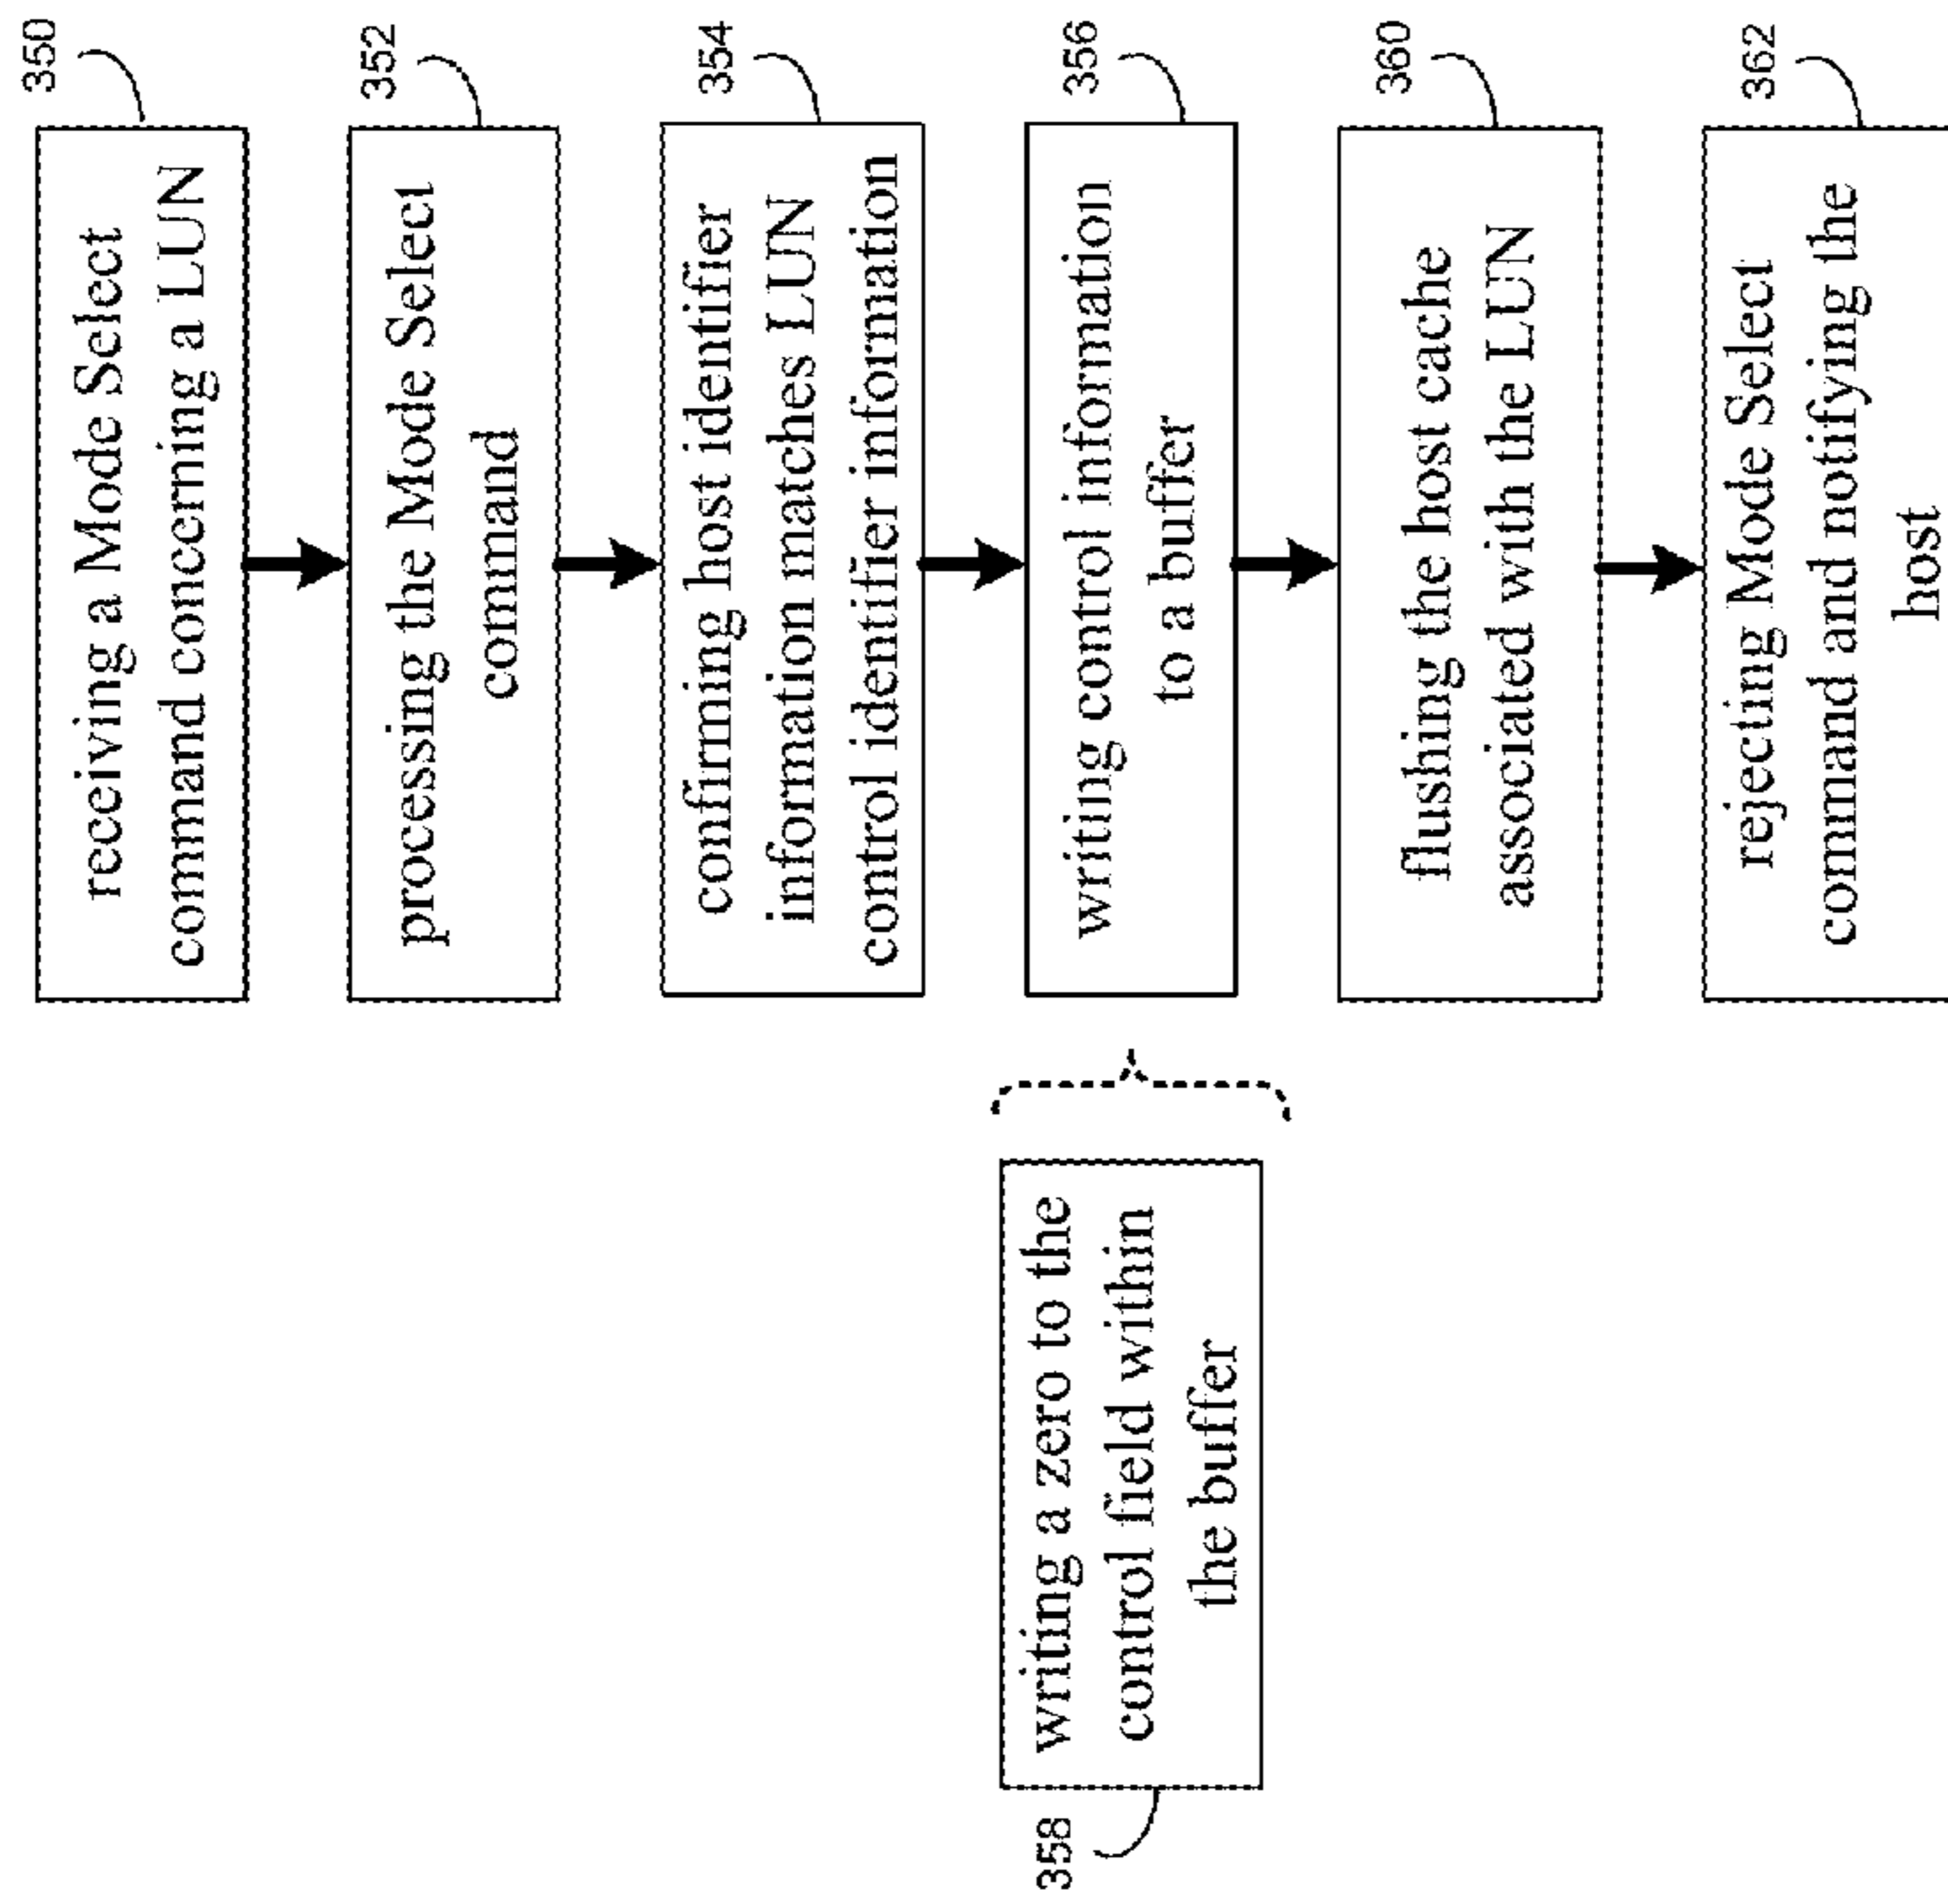 350
receiving a Mode Select
command concerning a LUN
352
processing the Mode Select
command
354
confirming host identifier
information matches LUN
control identifier information
356
writing control information
to a buffer
358
writing a zero to the
control field within
the buffer
360
flushing the host cache
associated with the LUN
362
rejecting Mode Select
command and notifying the
host